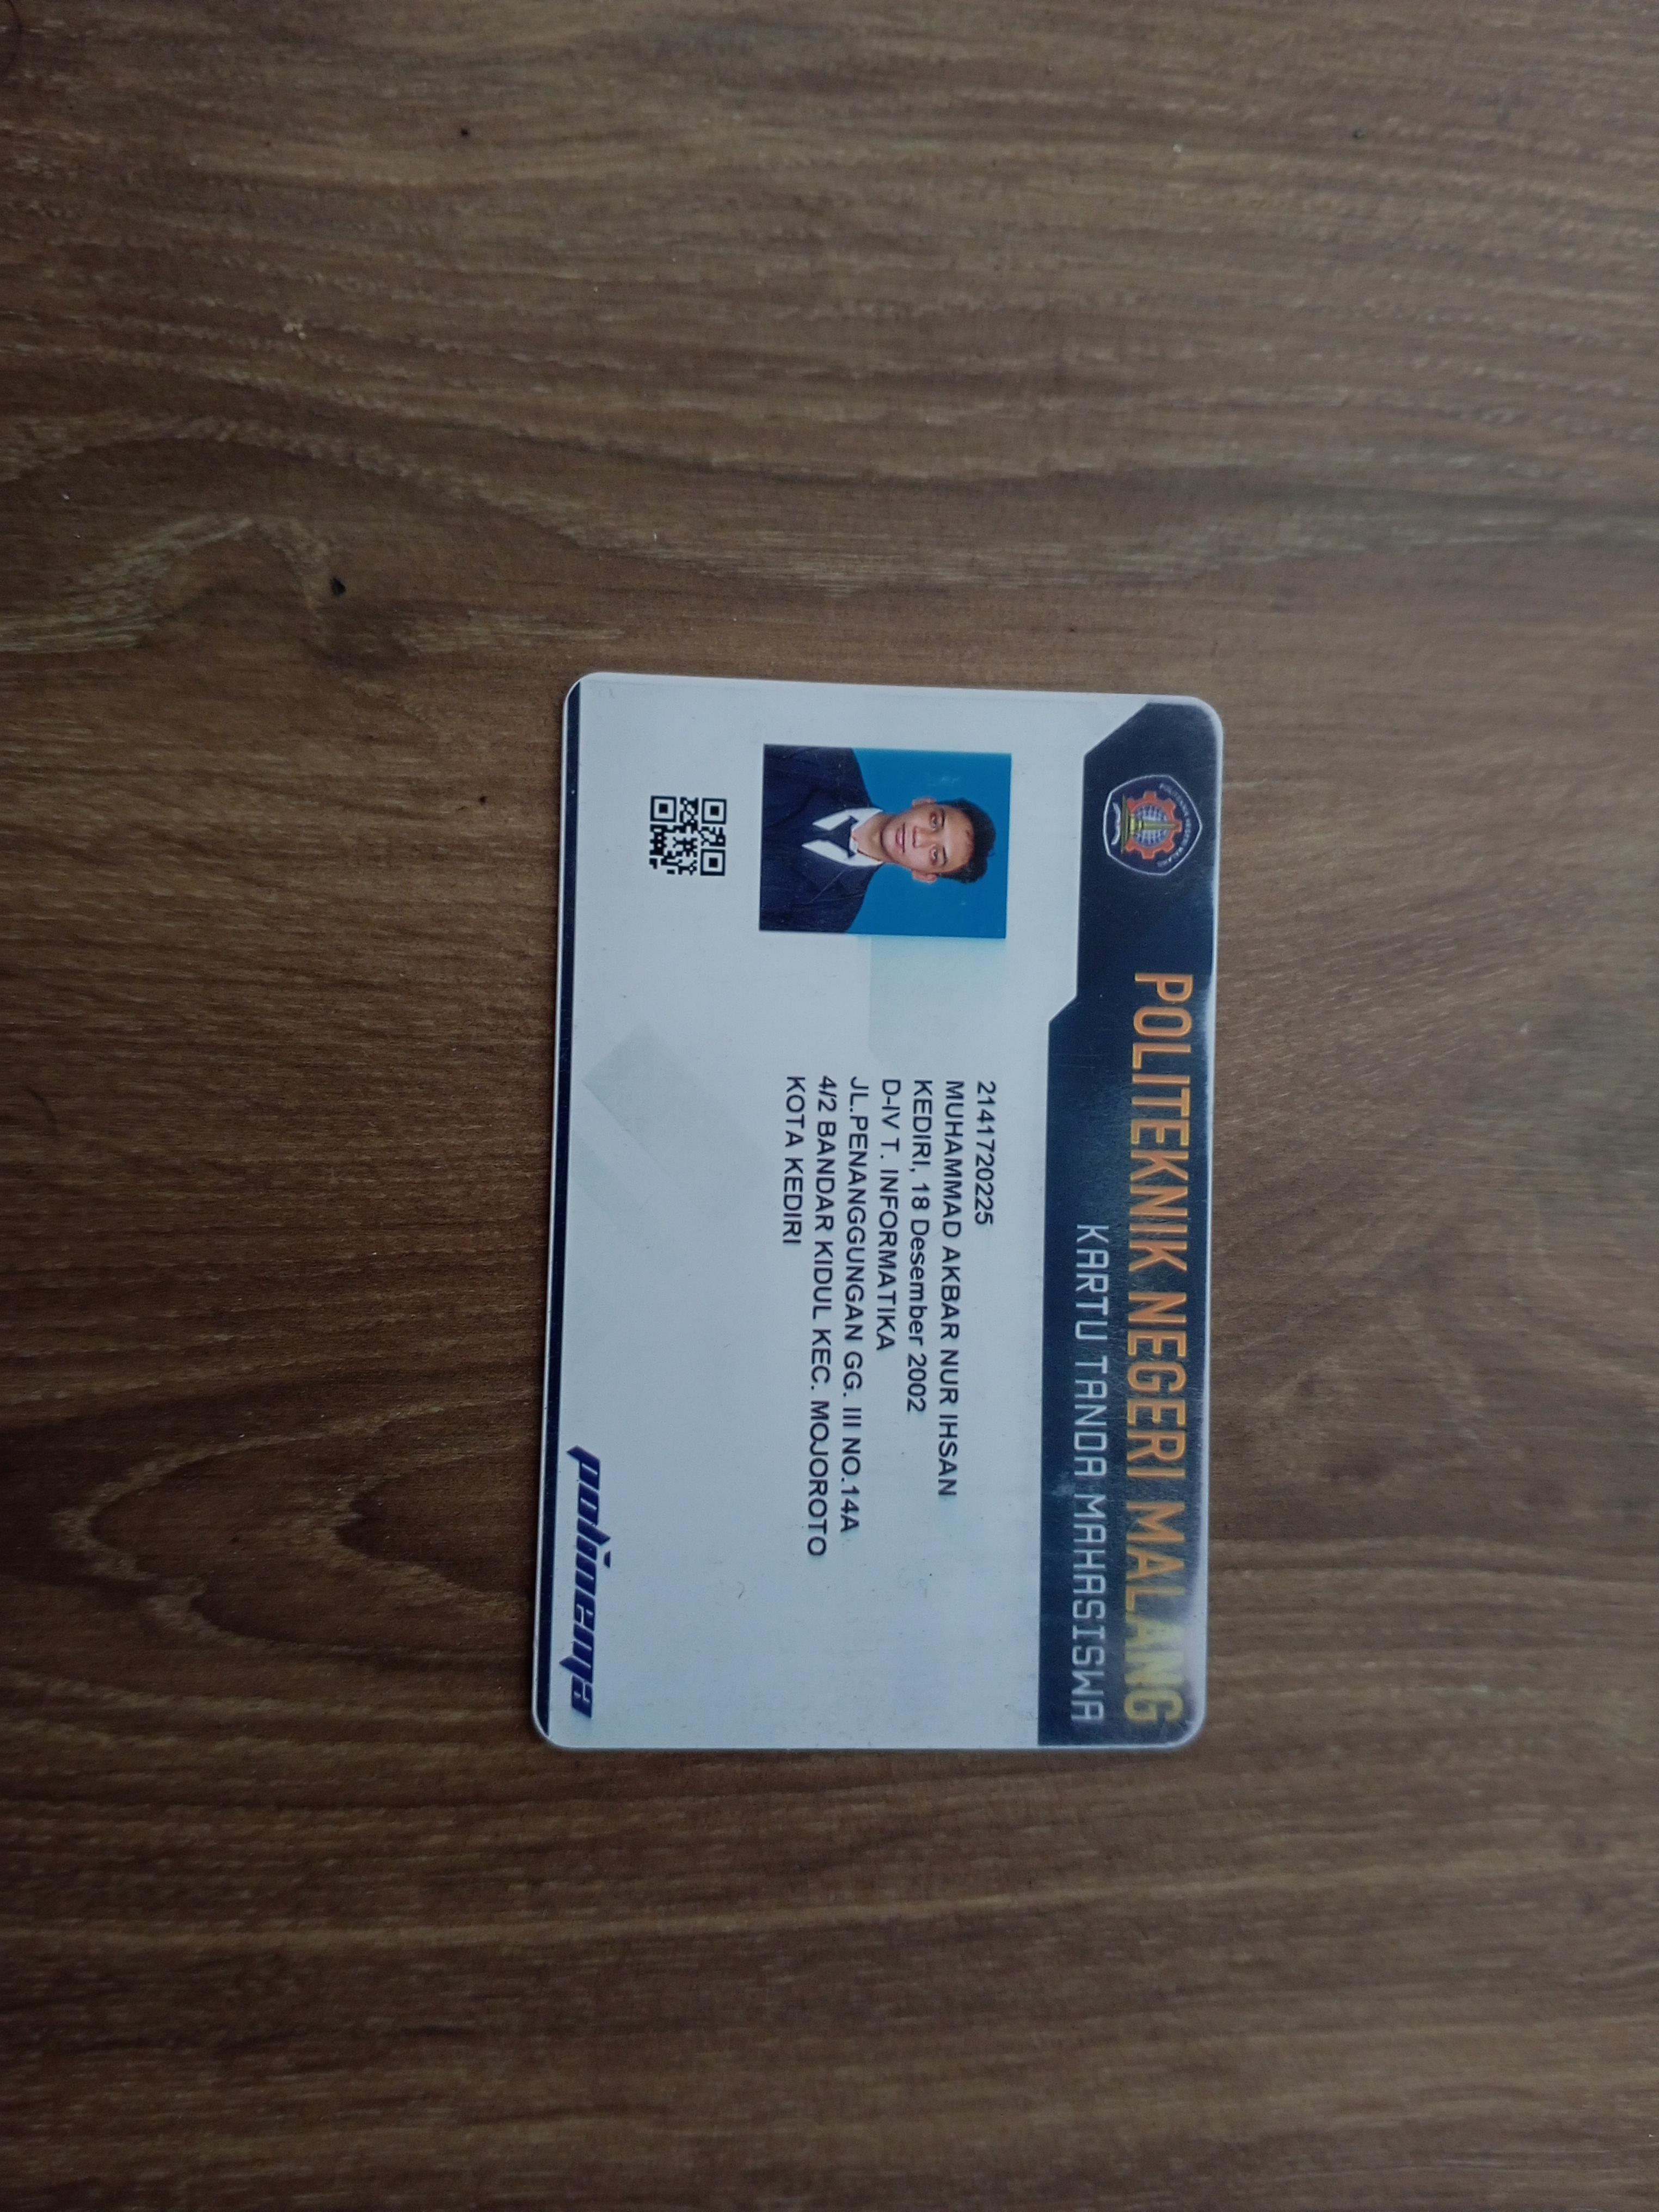 POLITEKNIK NEGERI MALANG
KARTU TANDA MAHASISWA
2141720225
MUHAMMAD AKBAR NUR IHSAN
KEDIRI, 18 Desember 2002
D-IV T. INFORMATIKA
JL.PENANGGUNGAN GG. III NO.14A
4/2 BANDAR KIDUL KEC. MOJOROTO
KOTA KEDIRI
polinema